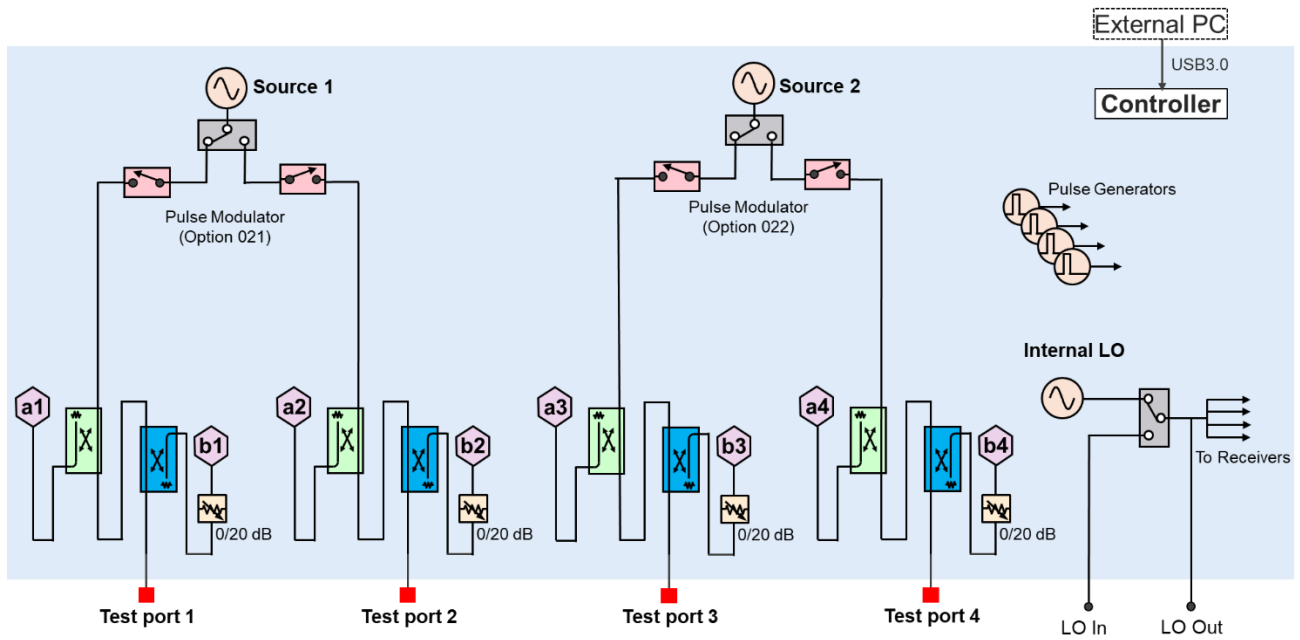 External PC
USB3.0
Controller
Source 1
Source 2
Pulse Modulator
(Option 021)
Pulse Modulator
(Option 022)
Pulse Generators
Internal LO
To Receivers
a1
b1
a2
b2
a3
b3
a4
b4
0/20 dB
0/20 dB
0/20 dB
0/20 dB
Test port 1
Test port 2
Test port 3
Test port 4
LO In
LO Out